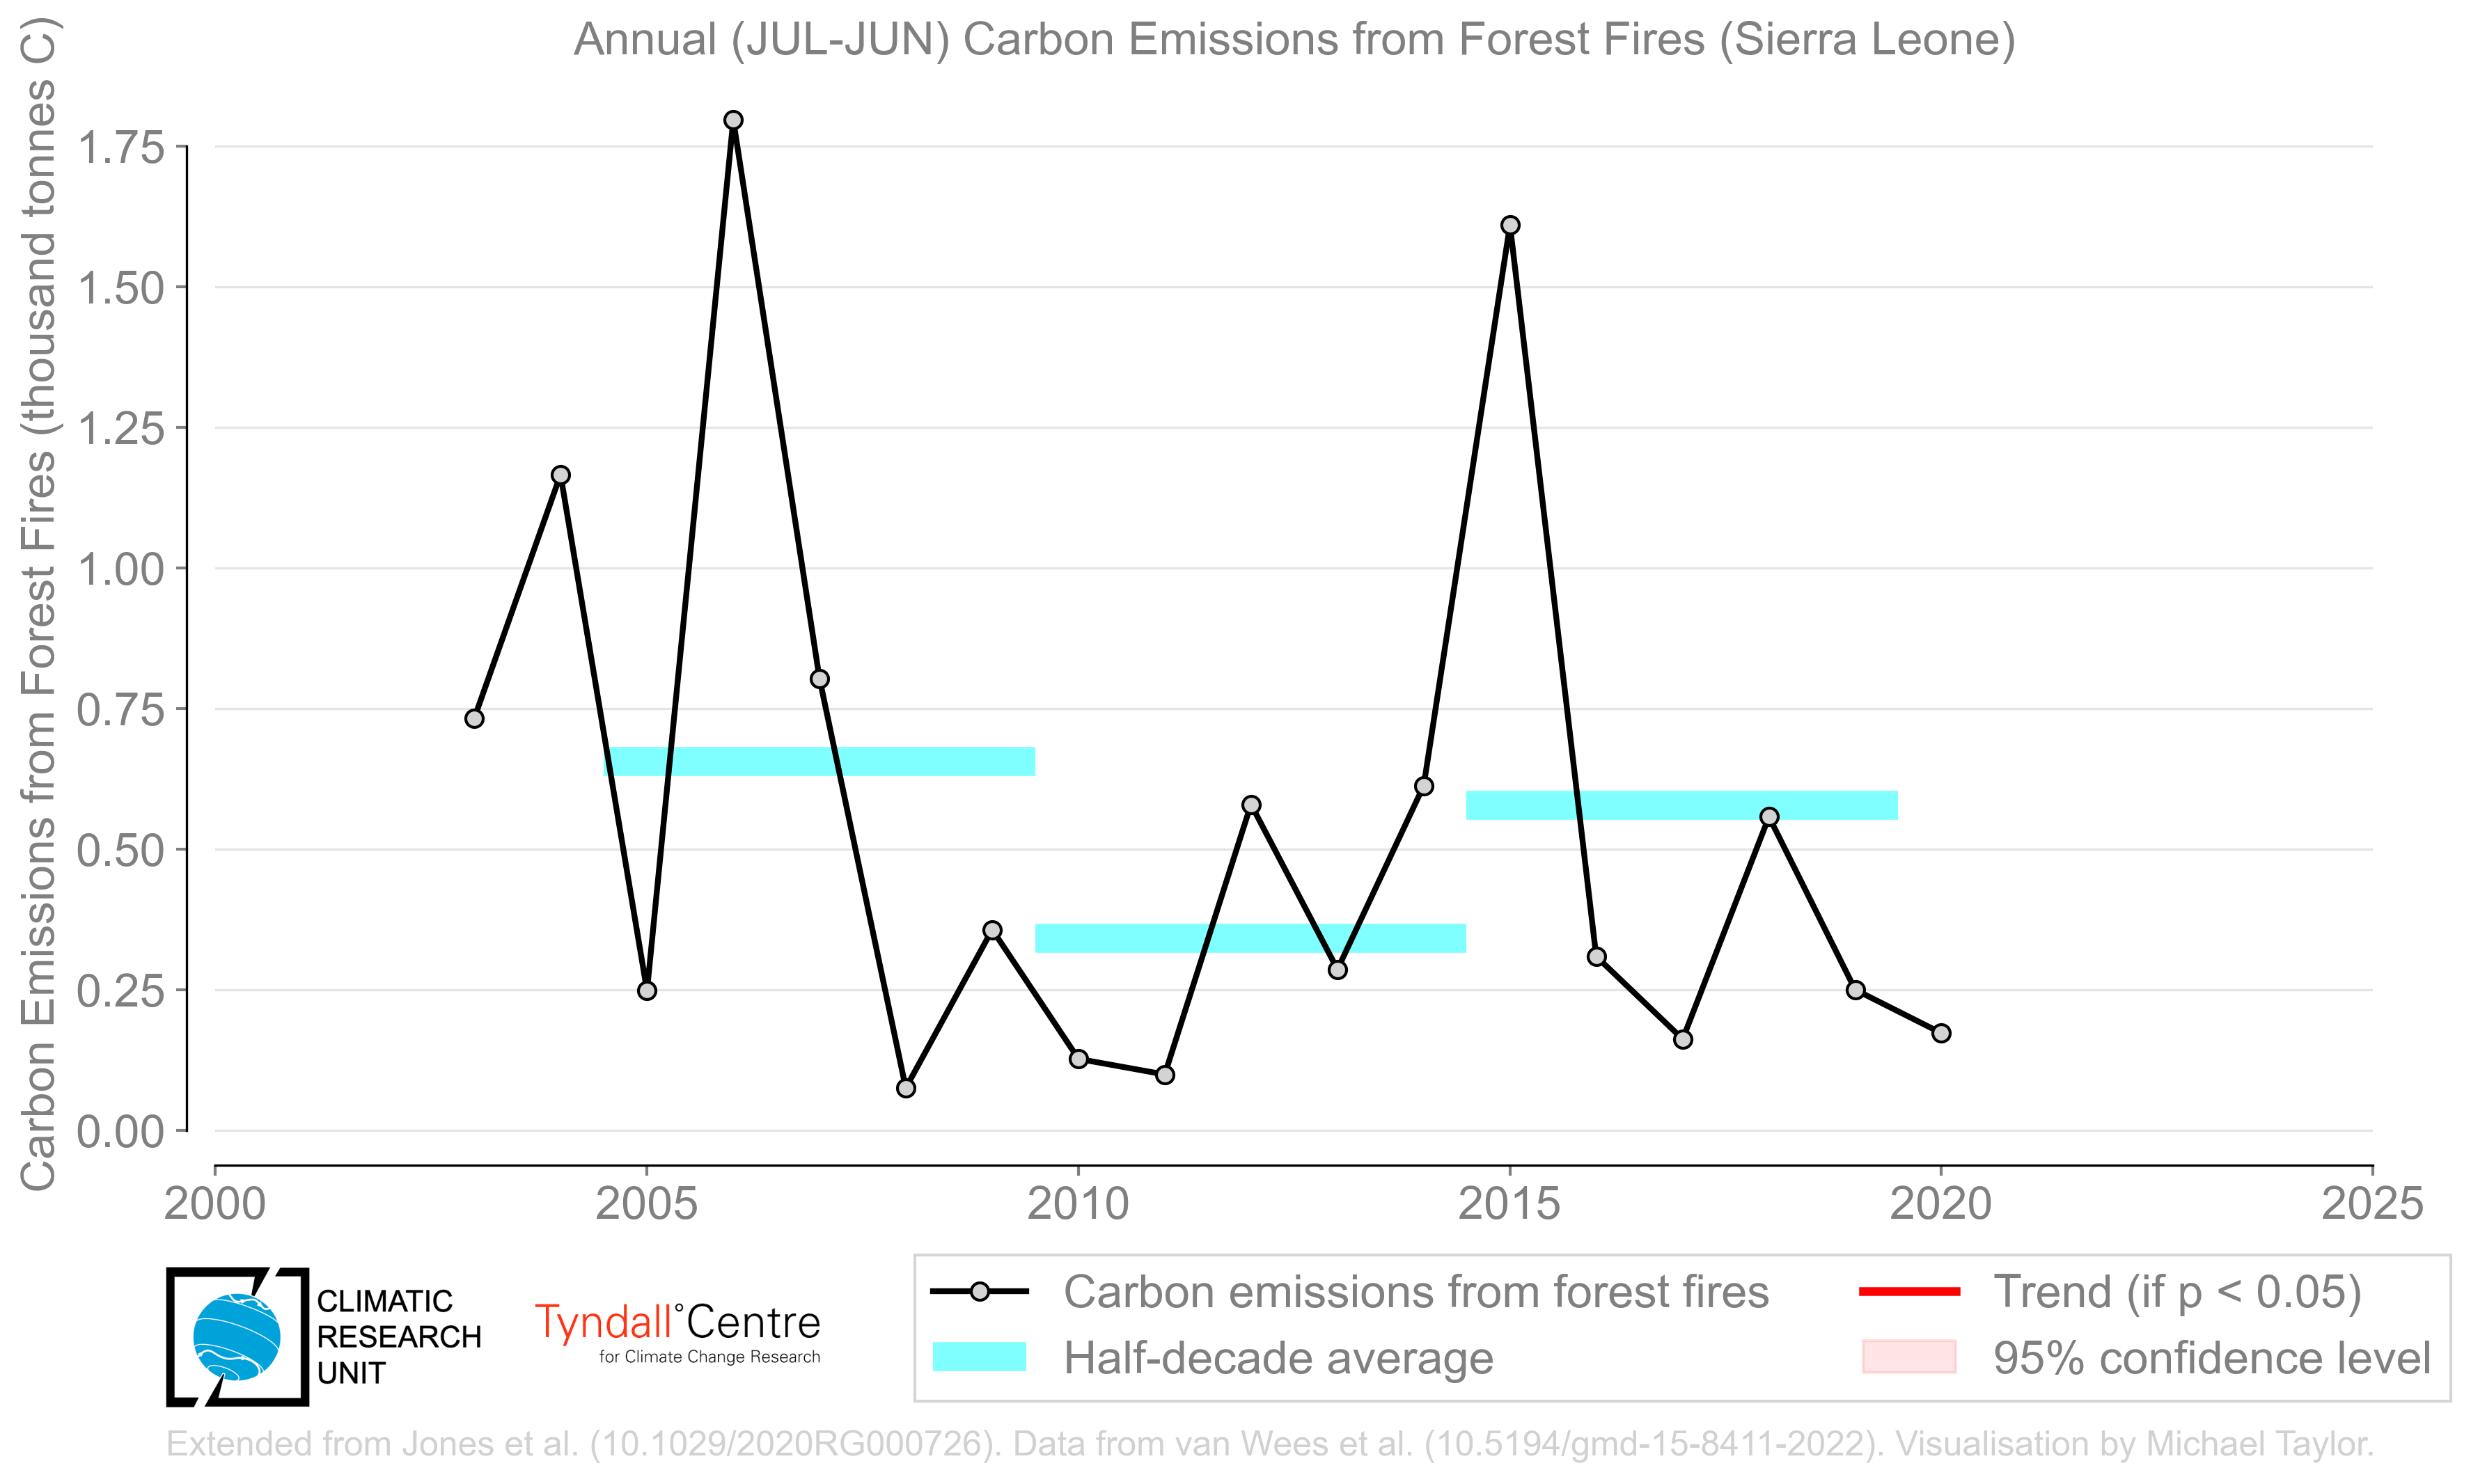 Annual (JUL-JUN) Carbon Emissions from Forest Fires (Sierra Leone)
Carbon Emissions from Forest Fires (thousand tonnes C)
1.75
1.50
1.25
1.00
0.75
0.50
0.25
0.00
2000
2005
2010
2015
2020
2025
CLIMATIC
RESEARCH
UNIT
Tyndall°Centre
for Climate Change Research
Carbon emissions from forest fires
Half-decade average
Trend (if p < 0.05)
95% confidence level
Extended from Jones et al. (10.1029/2020RG000726). Data from van Wees et al. (10.5194/gmd-15-8411-2022). Visualisation by Michael Taylor.